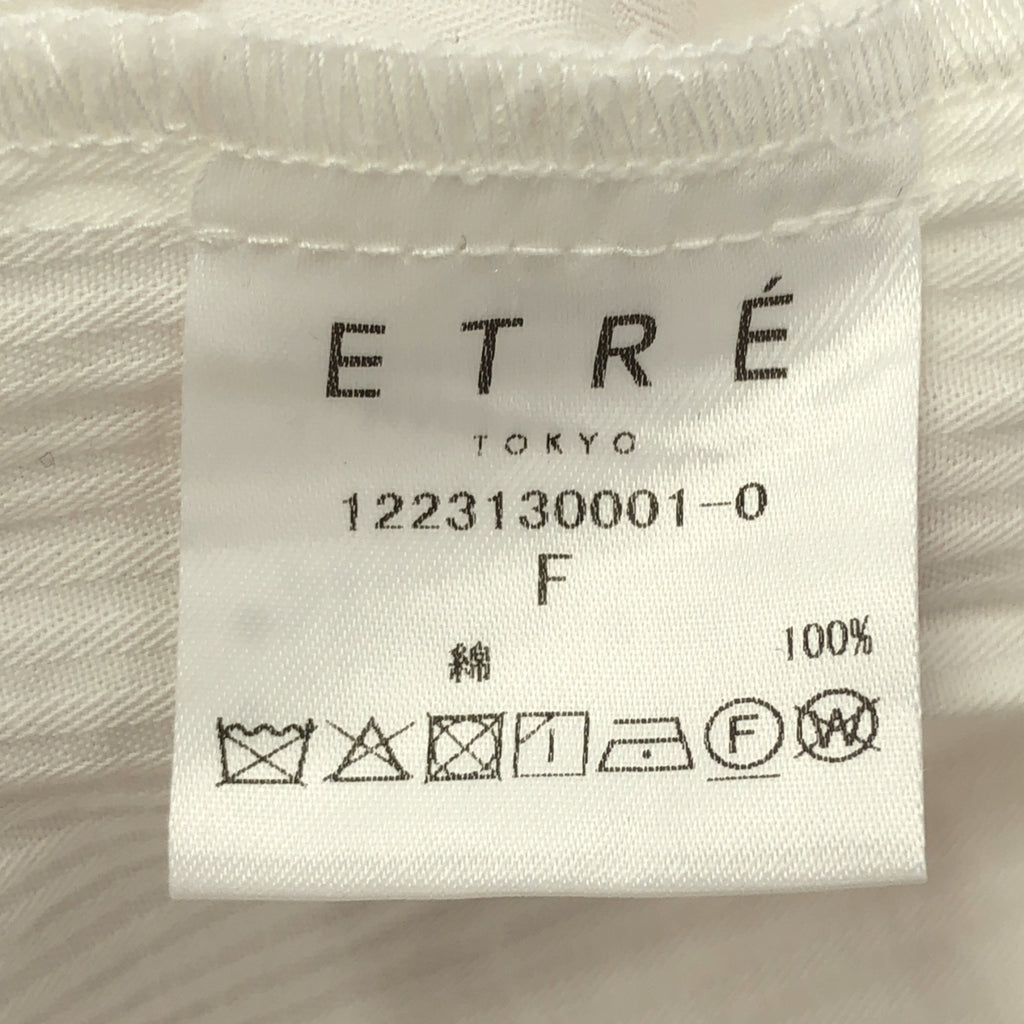 ETRÉ
TOKYO
1223130001-0
F
綿 100%
F W